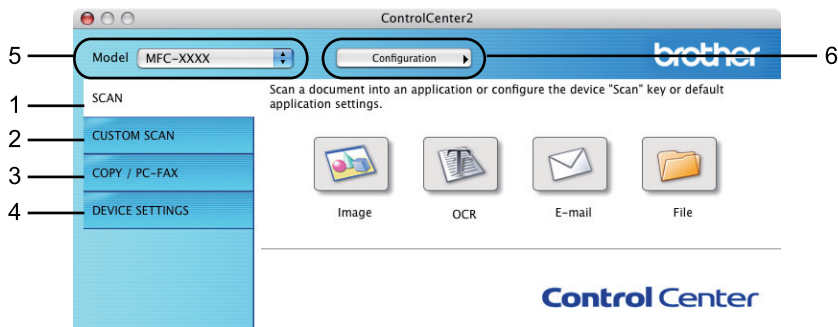 ControlCenter2
5
Model
MFC-XXXX
Configuration
brother
6
1
SCAN
Scan a document into an application or configure the device "Scan" key or default
application settings.
2
CUSTOM SCAN
3
COPY / PC-FAX
4
DEVICE SETTINGS
Image
OCR
E-mail
File
Control Center